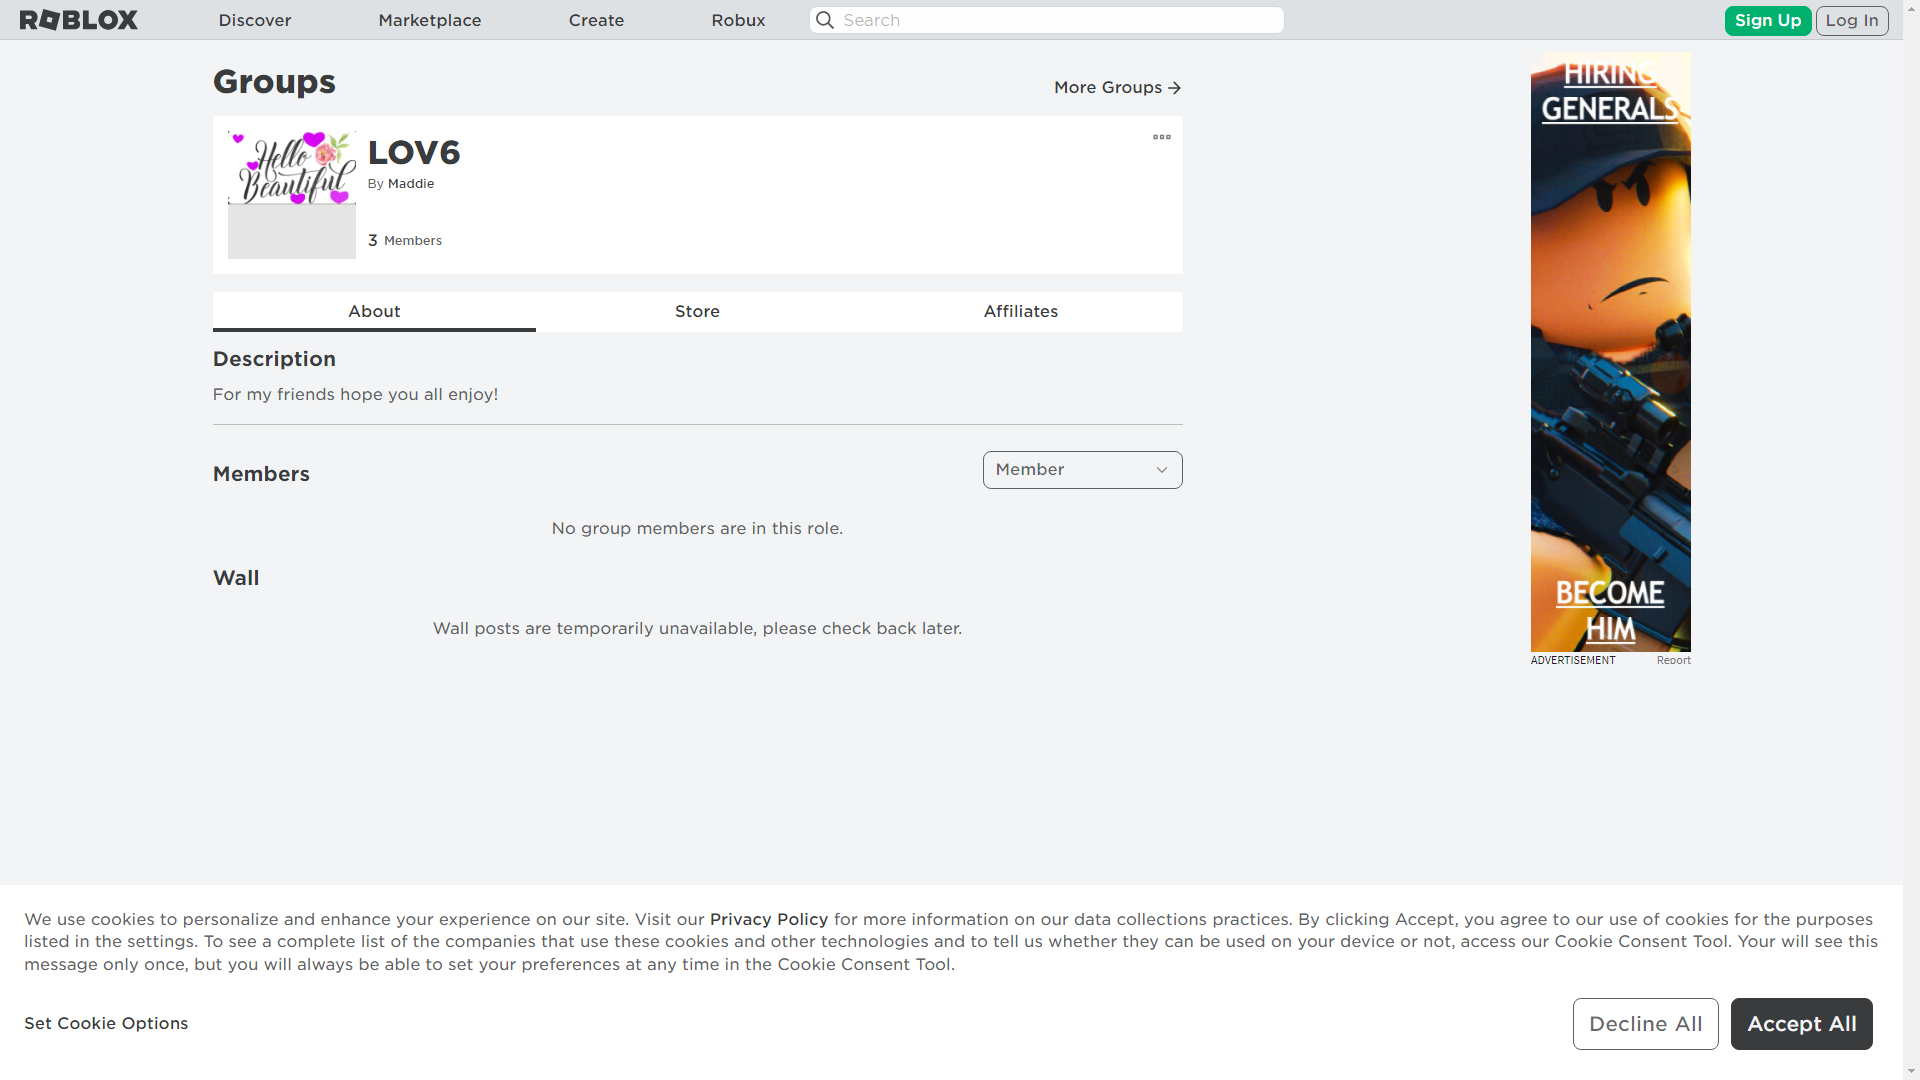 ROBLOX
Discover
Marketplace
Create
Robux
Search
Sign Up
Log In
Groups
More Groups
Hello
Beautiful
LOV6
By Maddie
3 Members
About
Store
Affiliates
Description
For my friends hope you all enjoy!
Members
Member
No group members are in this role.
Wall
Wall posts are temporarily unavailable, please check back later.
HIRING
GENERALS
BECOME
HIM
ADVERTISEMENT
Report
We use cookies to personalize and enhance your experience on our site. Visit our Privacy Policy for more information on our data collections practices. By clicking Accept, you agree to our use of cookies for the purposes
listed in the settings. To see a complete list of the companies that use these cookies and other technologies and to tell us whether they can be used on your device or not, access our Cookie Consent Tool. Your will see this
message only once, but you will always be able to set your preferences at any time in the Cookie Consent Tool.
Set Cookie Options
Decline All
Accept All